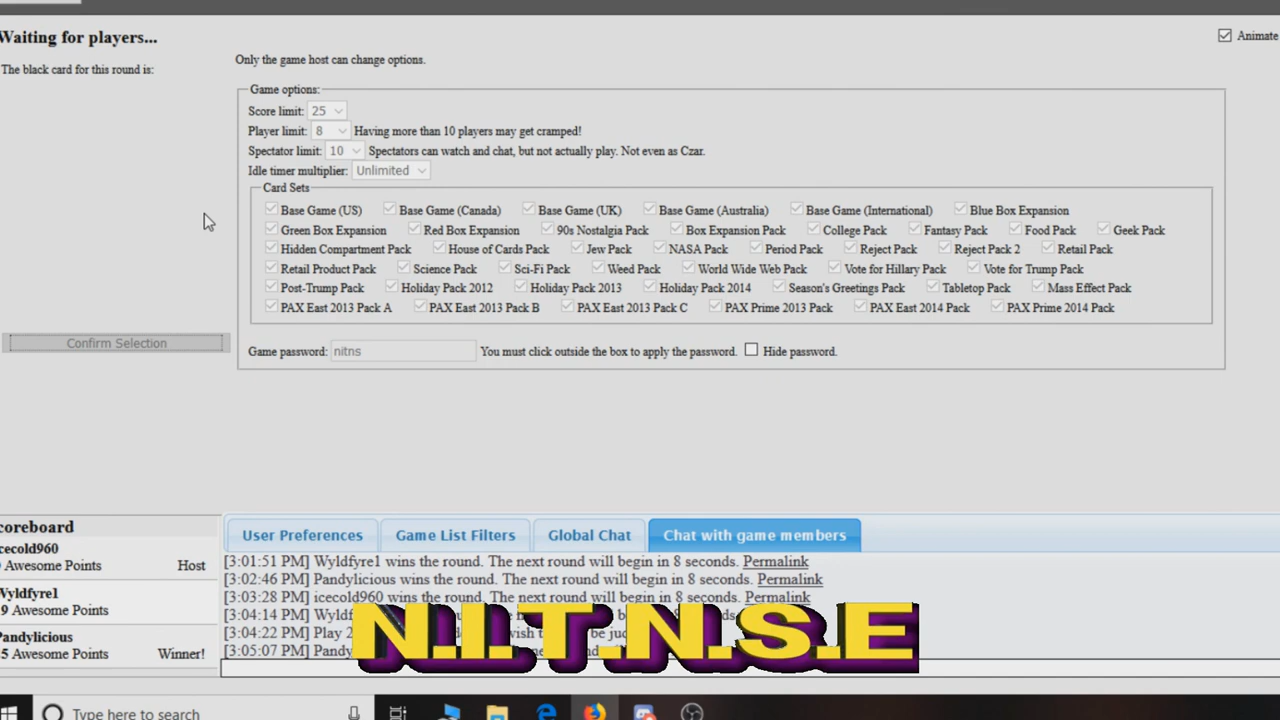 Waiting for players...
Animate
The black card for this round is:
Only the game host can change options.
Game options:
Score limit: 25
Player limit: 8 Having more than 10 players may get cramped!
Spectator limit: 10 Spectators can watch and chat, but not actually play. Not even as Czar.
Idle timer multiplier: Unlimited
Card Sets
Base Game (US) Base Game (Canada) Base Game (UK) Base Game (Australia) Base Game (International) Blue Box Expansion
Green Box Expansion Red Box Expansion 90s Nostalgia Pack Box Expansion Pack College Pack Fantasy Pack Food Pack Geek Pack
Hidden Compartment Pack House of Cards Pack Jew Pack NASA Pack Period Pack Reject Pack Reject Pack 2 Retail Pack
Retail Product Pack Science Pack Sci-Fi Pack Weed Pack World Wide Web Pack Vote for Hillary Pack Vote for Trump Pack
Post-Trump Pack Holiday Pack 2012 Holiday Pack 2013 Holiday Pack 2014 Season's Greetings Pack Tabletop Pack Mass Effect Pack
PAX East 2013 Pack A PAX East 2013 Pack B PAX East 2013 Pack C PAX Prime 2013 Pack PAX East 2014 Pack PAX Prime 2014 Pack
Confirm Selection
Game password: nitns You must click outside the box to apply the password. Hide password.
coreboard
cecold960
Awesome Points Host
Wyldfyre1
9 Awesome Points
Pandylicious
5 Awesome Points Winner!
User Preferences Game List Filters Global Chat Chat with game members
[3:01:51 PM] Wyldfyre1 wins the round. The next round will begin in 8 seconds. Permalink
[3:02:46 PM] Pandylicious wins the round. The next round will begin in 8 seconds. Permalink
[3:03:28 PM] icecold960 wins the round. The next round will begin in 8 seconds. Permalink
[3:04:14 PM] Wyldf
[3:04:22 PM] Play 2
[3:05:07 PM] Pandy
N.I.T.N.S.E
Type here to search